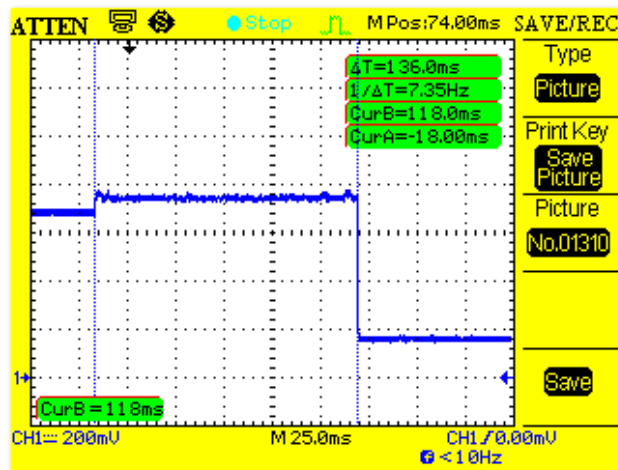 ATTEN Stop M Pos:74.00ms SAVE/REC
ΔT=136.0ms
1/ΔT=7.35Hz
CurB=118.0ms
CurA=-18.00ms
Type
Picture
Print Key
Save
Picture
Picture
No.01310
Save
1
CurB=118ms
CH1 200mV M 25.0ms CH1 0.00mV
<10Hz